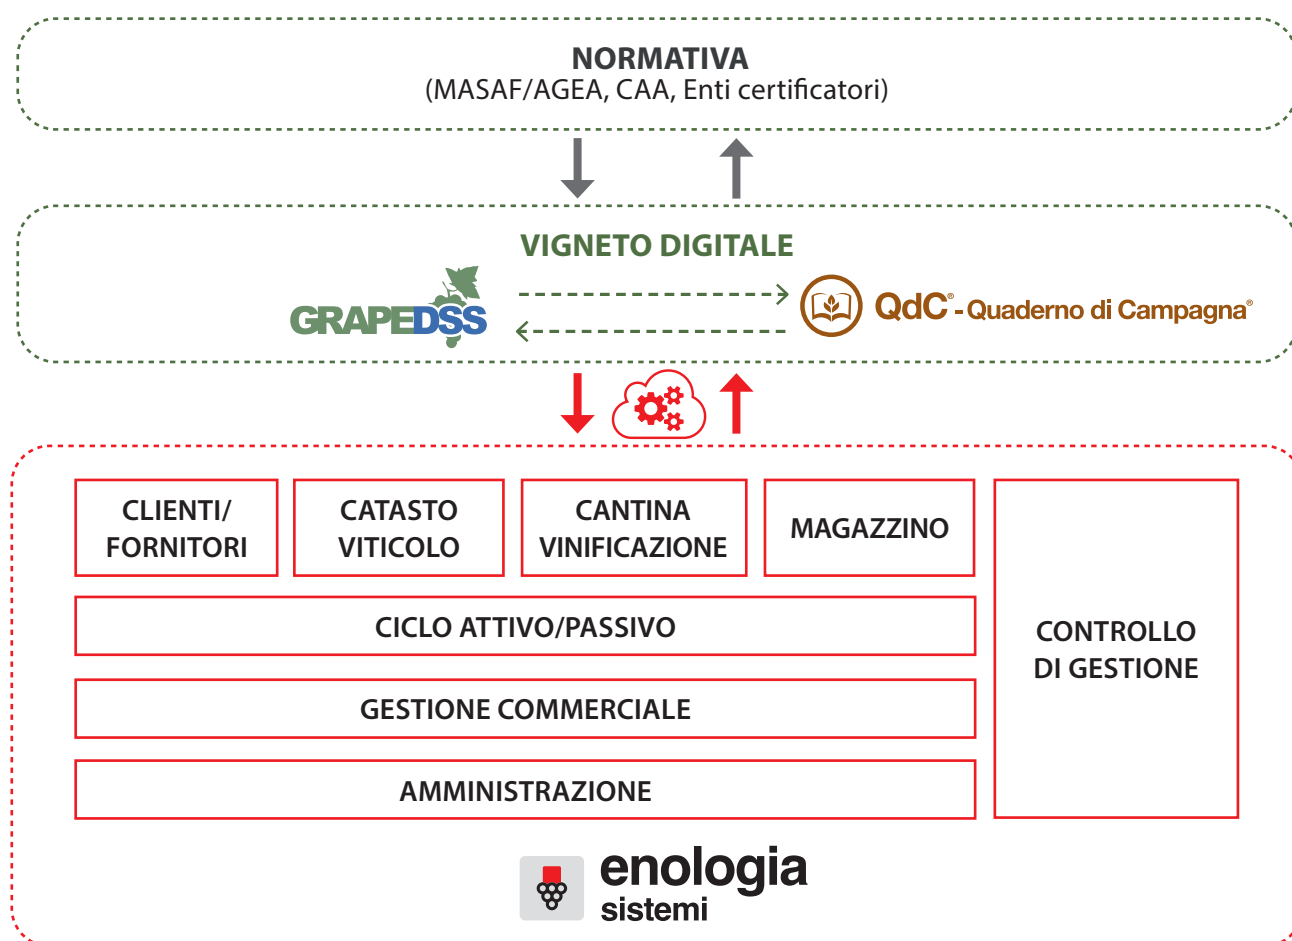 NORMATIVA
(MASAF/AGEA, CAA, Enti certificatori)
VIGNETO DIGITALE
GRAPEDSS
QdC® - Quaderno di Campagna®
CLIENTI/
FORNITORI
CATASTO
VITICOLO
CANTINA
VINIFICAZIONE
MAGAZZINO
CICLO ATTIVO/PASSIVO
GESTIONE COMMERCIALE
AMMINISTRAZIONE
CONTROLLO
DI GESTIONE
enologia
sistemi